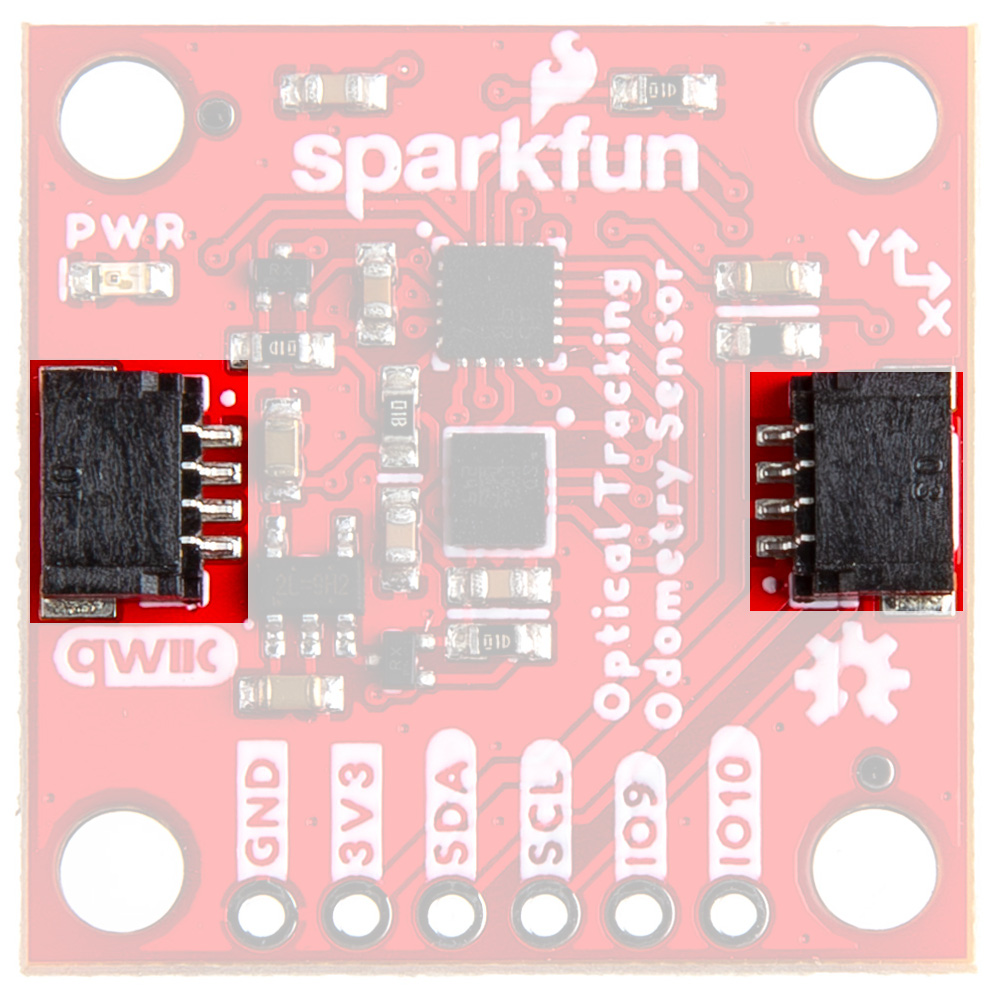 sparkfun
PWR
Y
X
Optical Tracking
Odometry Sensor
qwiic
GND
3V3
SDA
SCL
IO9
IO10